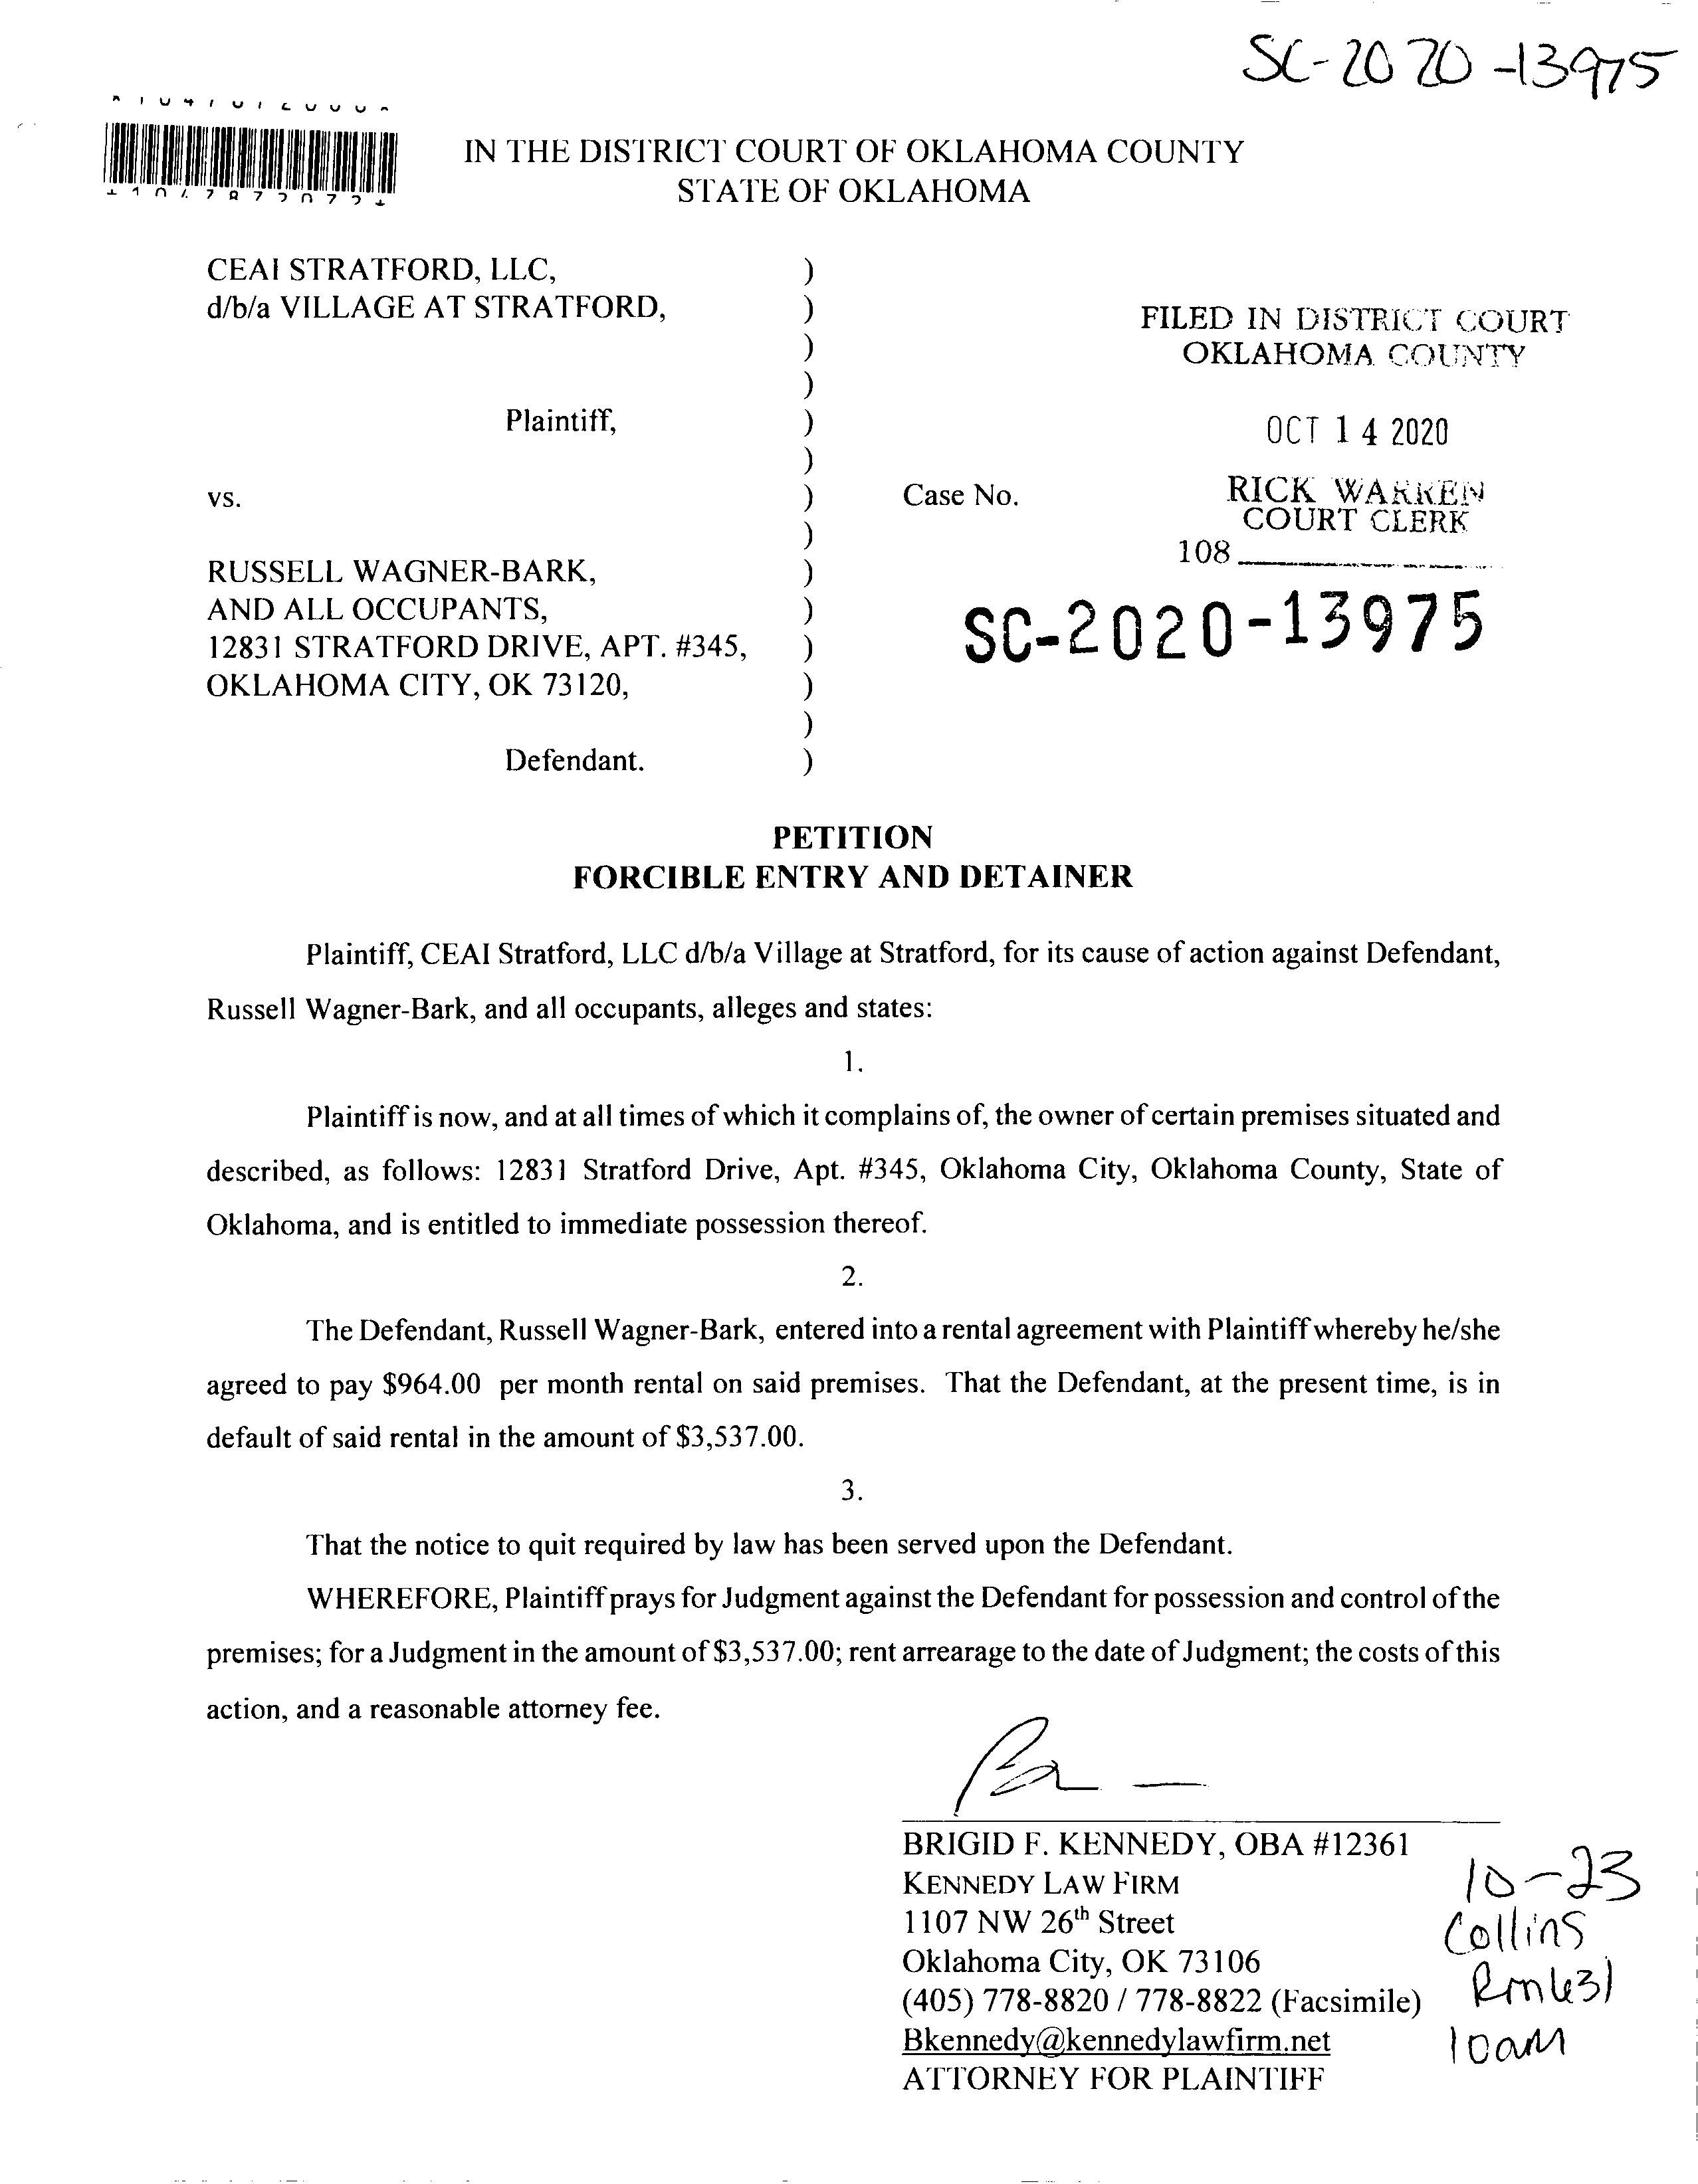 SC-2020-13975
IN THE DISTRICT COURT OF OKLAHOMA COUNTY
STATE OF OKLAHOMA
CEAI STRATFORD, LLC, )
d/b/a VILLAGE AT STRATFORD, )
)
)
Plaintiff, )
)
vs. )
)
RUSSELL WAGNER-BARK, )
AND ALL OCCUPANTS, )
12831 STRATFORD DRIVE, APT. #345, )
OKLAHOMA CITY, OK 73120, )
)
Defendant. )
FILED IN DISTRICT COURT
OKLAHOMA COUNTY
OCT 14 2020
Case No.
RICK WARREN
COURT CLERK
108
SC-2020-13975
PETITION
FORCIBLE ENTRY AND DETAINER
Plaintiff, CEAI Stratford, LLC d/b/a Village at Stratford, for its cause of action against Defendant,
Russell Wagner-Bark, and all occupants, alleges and states:
1.
Plaintiff is now, and at all times of which it complains of, the owner of certain premises situated and
described, as follows: 12831 Stratford Drive, Apt. #345, Oklahoma City, Oklahoma County, State of
Oklahoma, and is entitled to immediate possession thereof.
2.
The Defendant, Russell Wagner-Bark, entered into a rental agreement with Plaintiff whereby he/she
agreed to pay $964.00 per month rental on said premises. That the Defendant, at the present time, is in
default of said rental in the amount of $3,537.00.
3.
That the notice to quit required by law has been served upon the Defendant.
WHEREFORE, Plaintiff prays for Judgment against the Defendant for possession and control of the
premises; for a Judgment in the amount of $3,537.00; rent arrearage to the date of Judgment; the costs of this
action, and a reasonable attorney fee.
BRIGID F. KENNEDY, OBA #12361
KENNEDY LAW FIRM
1107 NW 26th Street
Oklahoma City, OK 73106
(405) 778-8820 / 778-8822 (Facsimile)
Bkennedy@kennedylawfirm.net
ATTORNEY FOR PLAINTIFF
10-23
Collins
Rm 631
10am